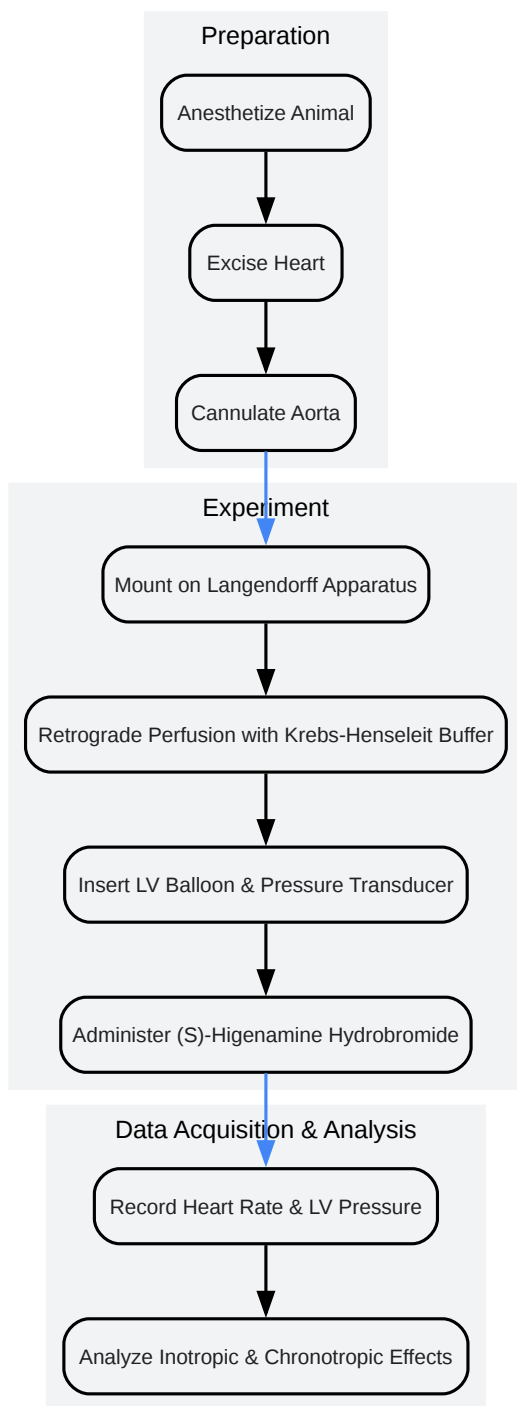 Preparation
Anesthetize Animal
Excise Heart
Cannulate Aorta
Experiment
Mount on Langendorff Apparatus
Retrograde Perfusion with Krebs-Henseleit Buffer
Insert LV Balloon & Pressure Transducer
Administer (S)-Higenamine Hydrobromide
Data Acquisition & Analysis
Record Heart Rate & LV Pressure
Analyze Inotropic & Chronotropic Effects